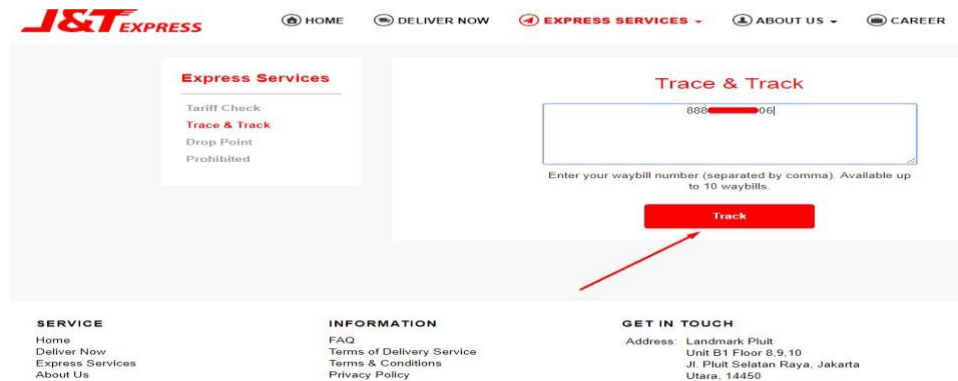 J&T EXPRESS
HOME
DELIVER NOW
EXPRESS SERVICES
ABOUT US
CAREER
Express Services
Tariff Check
Trace & Track
Drop Point
Prohibited
Trace & Track
888 06
Enter your waybill number (separated by comma). Available up
to 10 waybills.
Track
SERVICE
Home
Deliver Now
Express Services
About Us
INFORMATION
FAQ
Terms of Delivery Service
Terms & Conditions
Privacy Policy
GET IN TOUCH
Address: Landmark Pluit
Unit B1 Floor 8,9,10
Jl. Pluit Selatan Raya, Jakarta
Utara, 14450